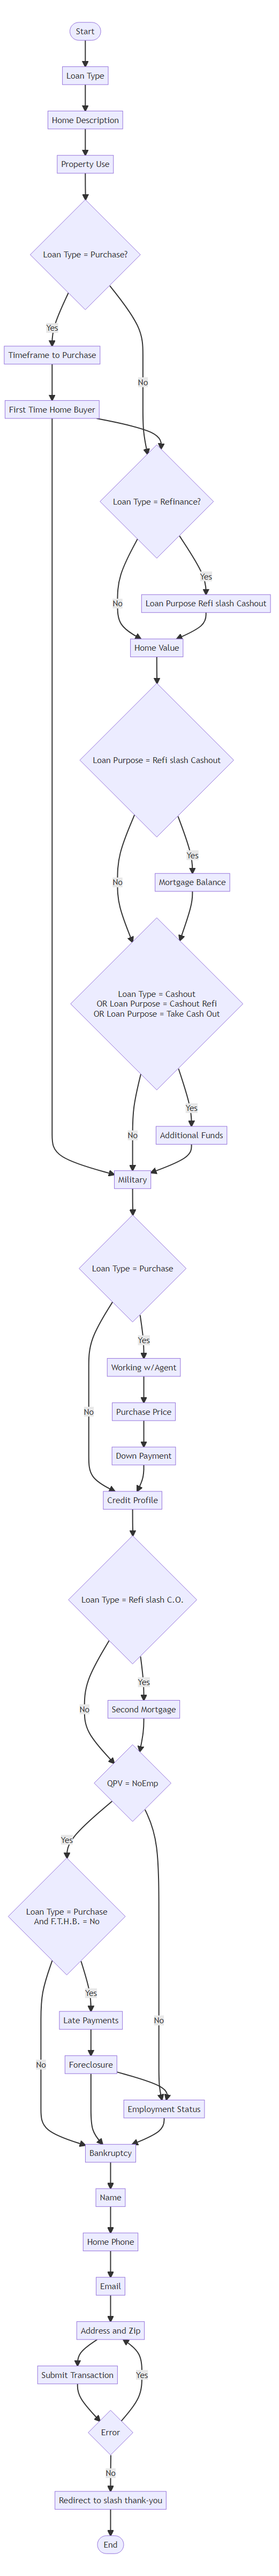 Start
Loan Type
Home Description
Property Use
Loan Type = Purchase?
Yes
Timeframe to Purchase
No
First Time Home Buyer
Loan Type = Refinance?
Yes
No
Loan Purpose Refi slash Cashout
Home Value
Loan Purpose = Refi slash Cashout
Yes
No
Mortgage Balance
Loan Type = Cashout
OR Loan Purpose = Cashout Refi
OR Loan Purpose = Take Cash Out
Yes
No
Additional Funds
Military
Loan Type = Purchase
Yes
Working w/Agent
No
Purchase Price
Down Payment
Credit Profile
Loan Type = Refi slash C.O.
Yes
No
Second Mortgage
QPV = NoEmp
Yes
Loan Type = Purchase
And F.T.H.B. = No
Yes
Late Payments
No
No
Foreclosure
Employment Status
Bankruptcy
Name
Home Phone
Email
Address and Zip
Submit Transaction
Yes
Error
No
Redirect to slash thank-you
End